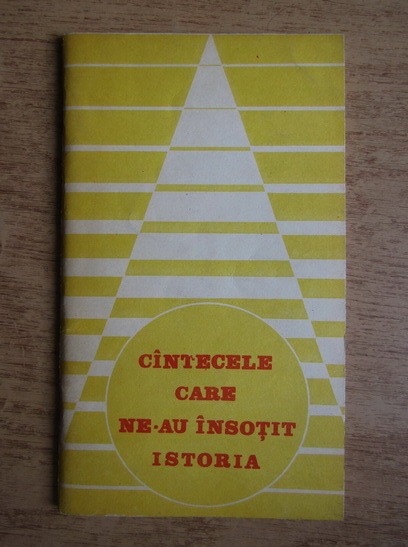 CÎNTECELE
CARE
NE-AU ÎNSOȚIT
ISTORIA